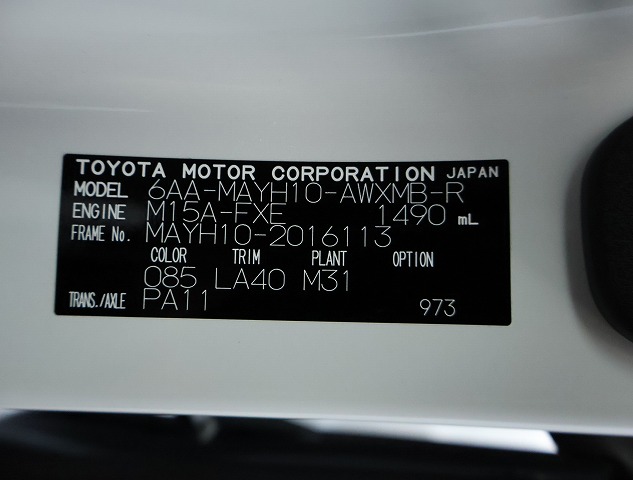 TOYOTA MOTOR CORPORATION JAPAN
MODEL 6AA-MAYH10-AWXMB-R
ENGINE M15A-FXE 1490 mL
FRAME No. MAYH10-2016113
COLOR TRIM PLANT OPTION
085 LA40 M31
TRANS./AXLE PA11 973